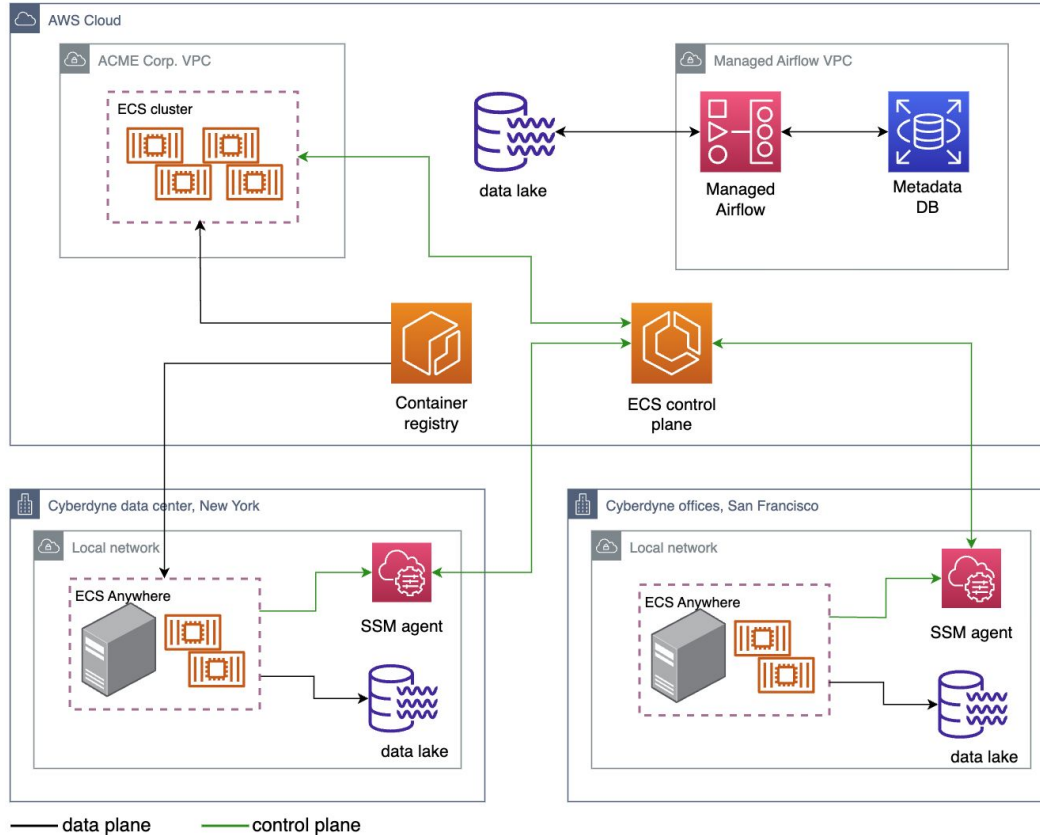 AWS Cloud
ACME Corp. VPC
Managed Airflow VPC
ECS cluster
data lake
Managed
Airflow
Metadata
DB
Container
registry
ECS control
plane
Cyberdyne data center, New York
Cyberdyne offices, San Francisco
Local network
Local network
ECS Anywhere
SSM agent
ECS Anywhere
SSM agent
data lake
data lake
data plane
control plane